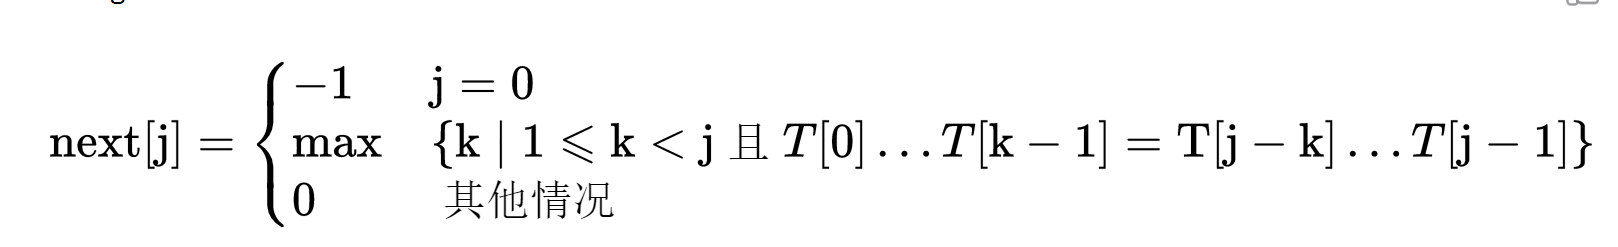 −1 j = 0
next[j] = { max {k | 1 ⩽ k < j 且 T[0]...T[k − 1] = T[j − k]...T[j − 1]}
0 其他情况